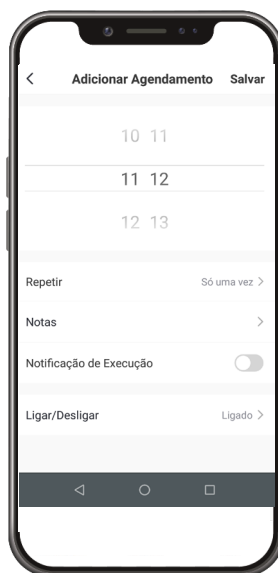 Adicionar Agendamento Salvar
10 11
11 12
12 13
Repetir Só uma vez
Notas
Notificação de Execução
Ligar/Desligar Ligado